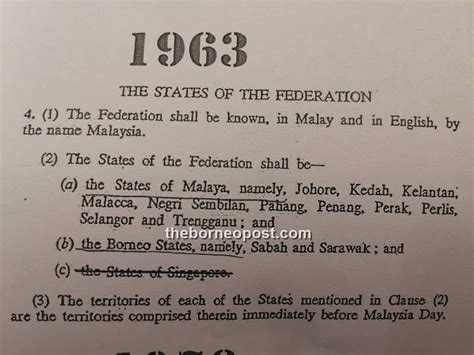 1963
THE STATES OF THE FEDERATION
4. (1) The Federation shall be known, in Malay and in English, by
the name Malaysia.
(2) The States of the Federation shall be—
(a) the States of Malaya, namely, Johore, Kedah, Kelantan,
Malacca, Negri Sembilan, Pahang, Penang, Perak, Perlis,
Selangor and Trengganu; and
theborneopost.com
(b) the Borneo States, namely, Sabah and Sarawak; and
(c) the States of Singapore.
(3) The territories of each of the States mentioned in Clause (2)
are the territories comprised therein immediately before Malaysia Day.